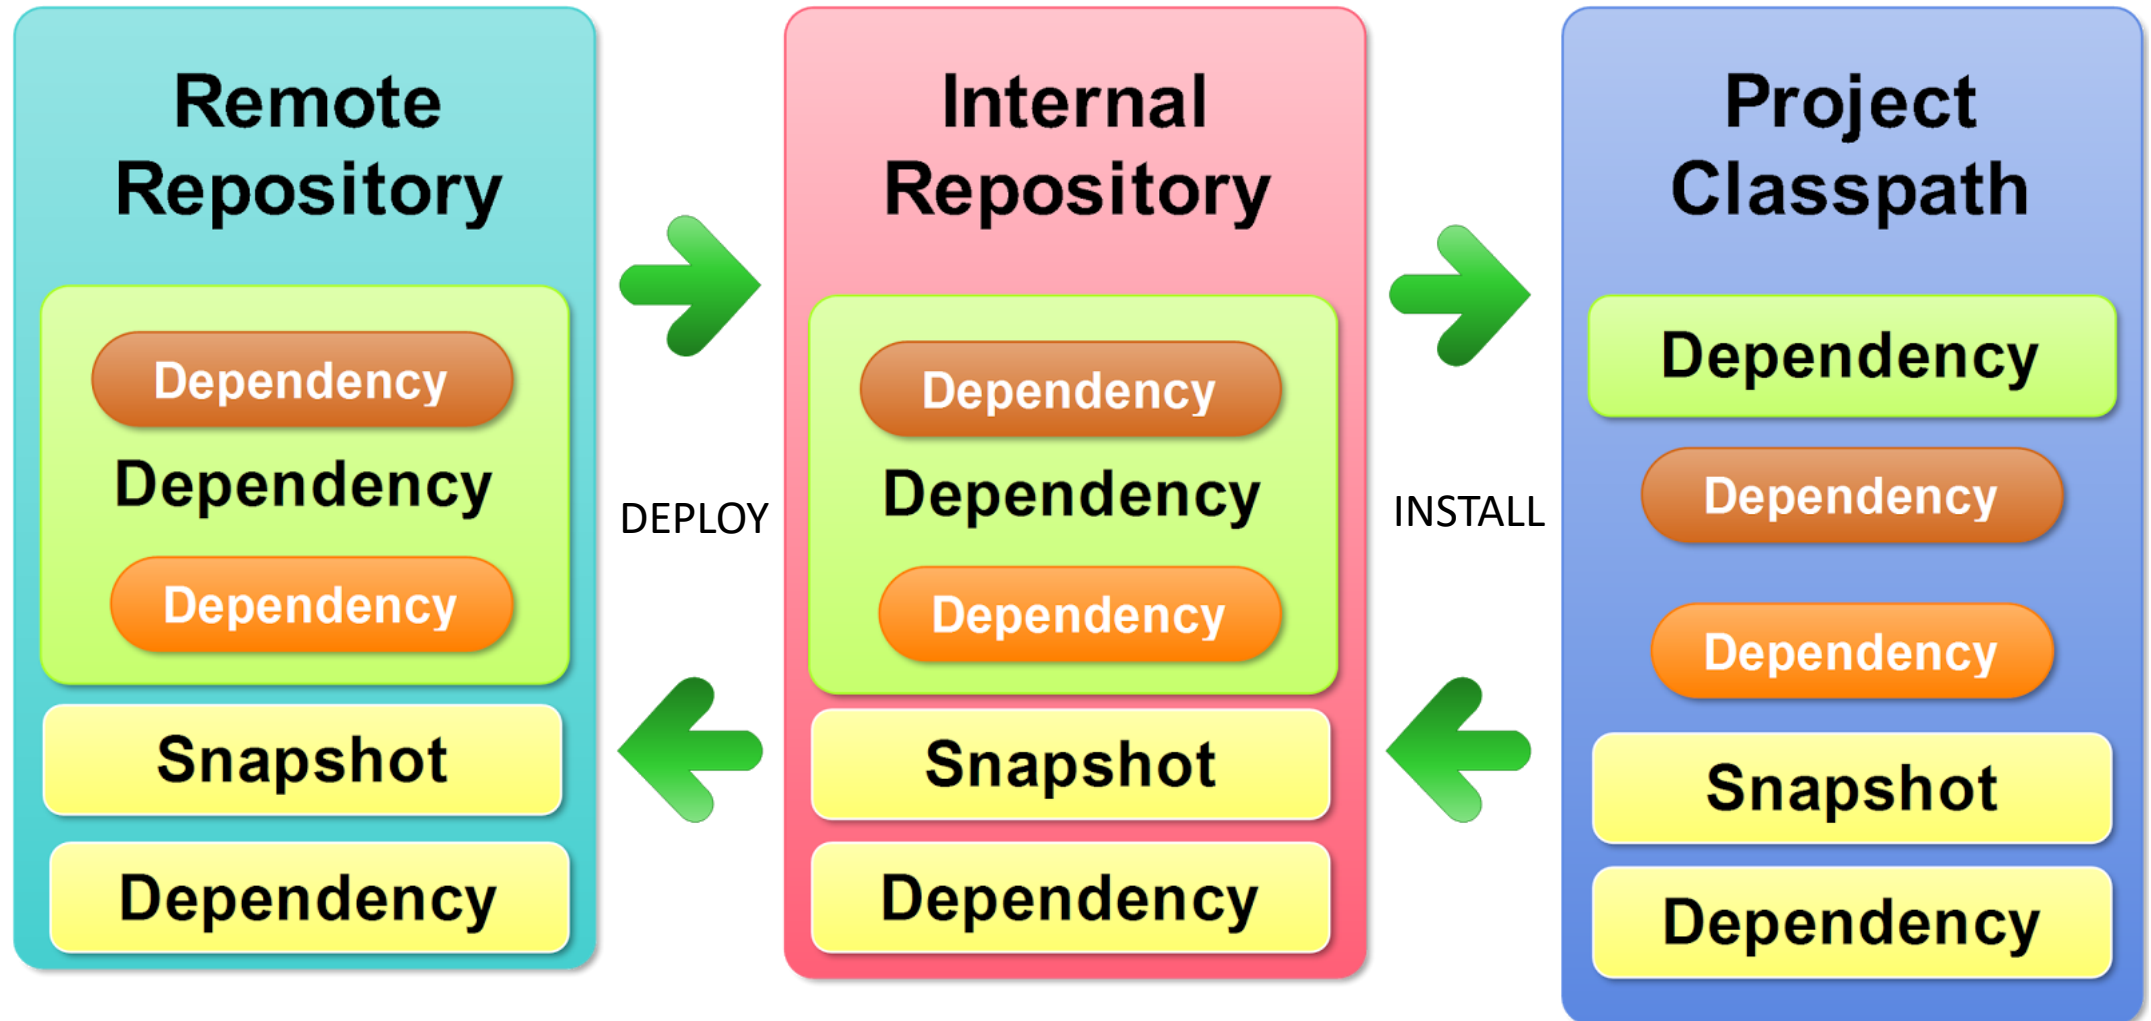 Remote
Repository
Dependency
Dependency
Dependency
Snapshot
Dependency
DEPLOY
Internal
Repository
Dependency
Dependency
Dependency
Snapshot
Dependency
INSTALL
Project
Classpath
Dependency
Dependency
Dependency
Snapshot
Dependency